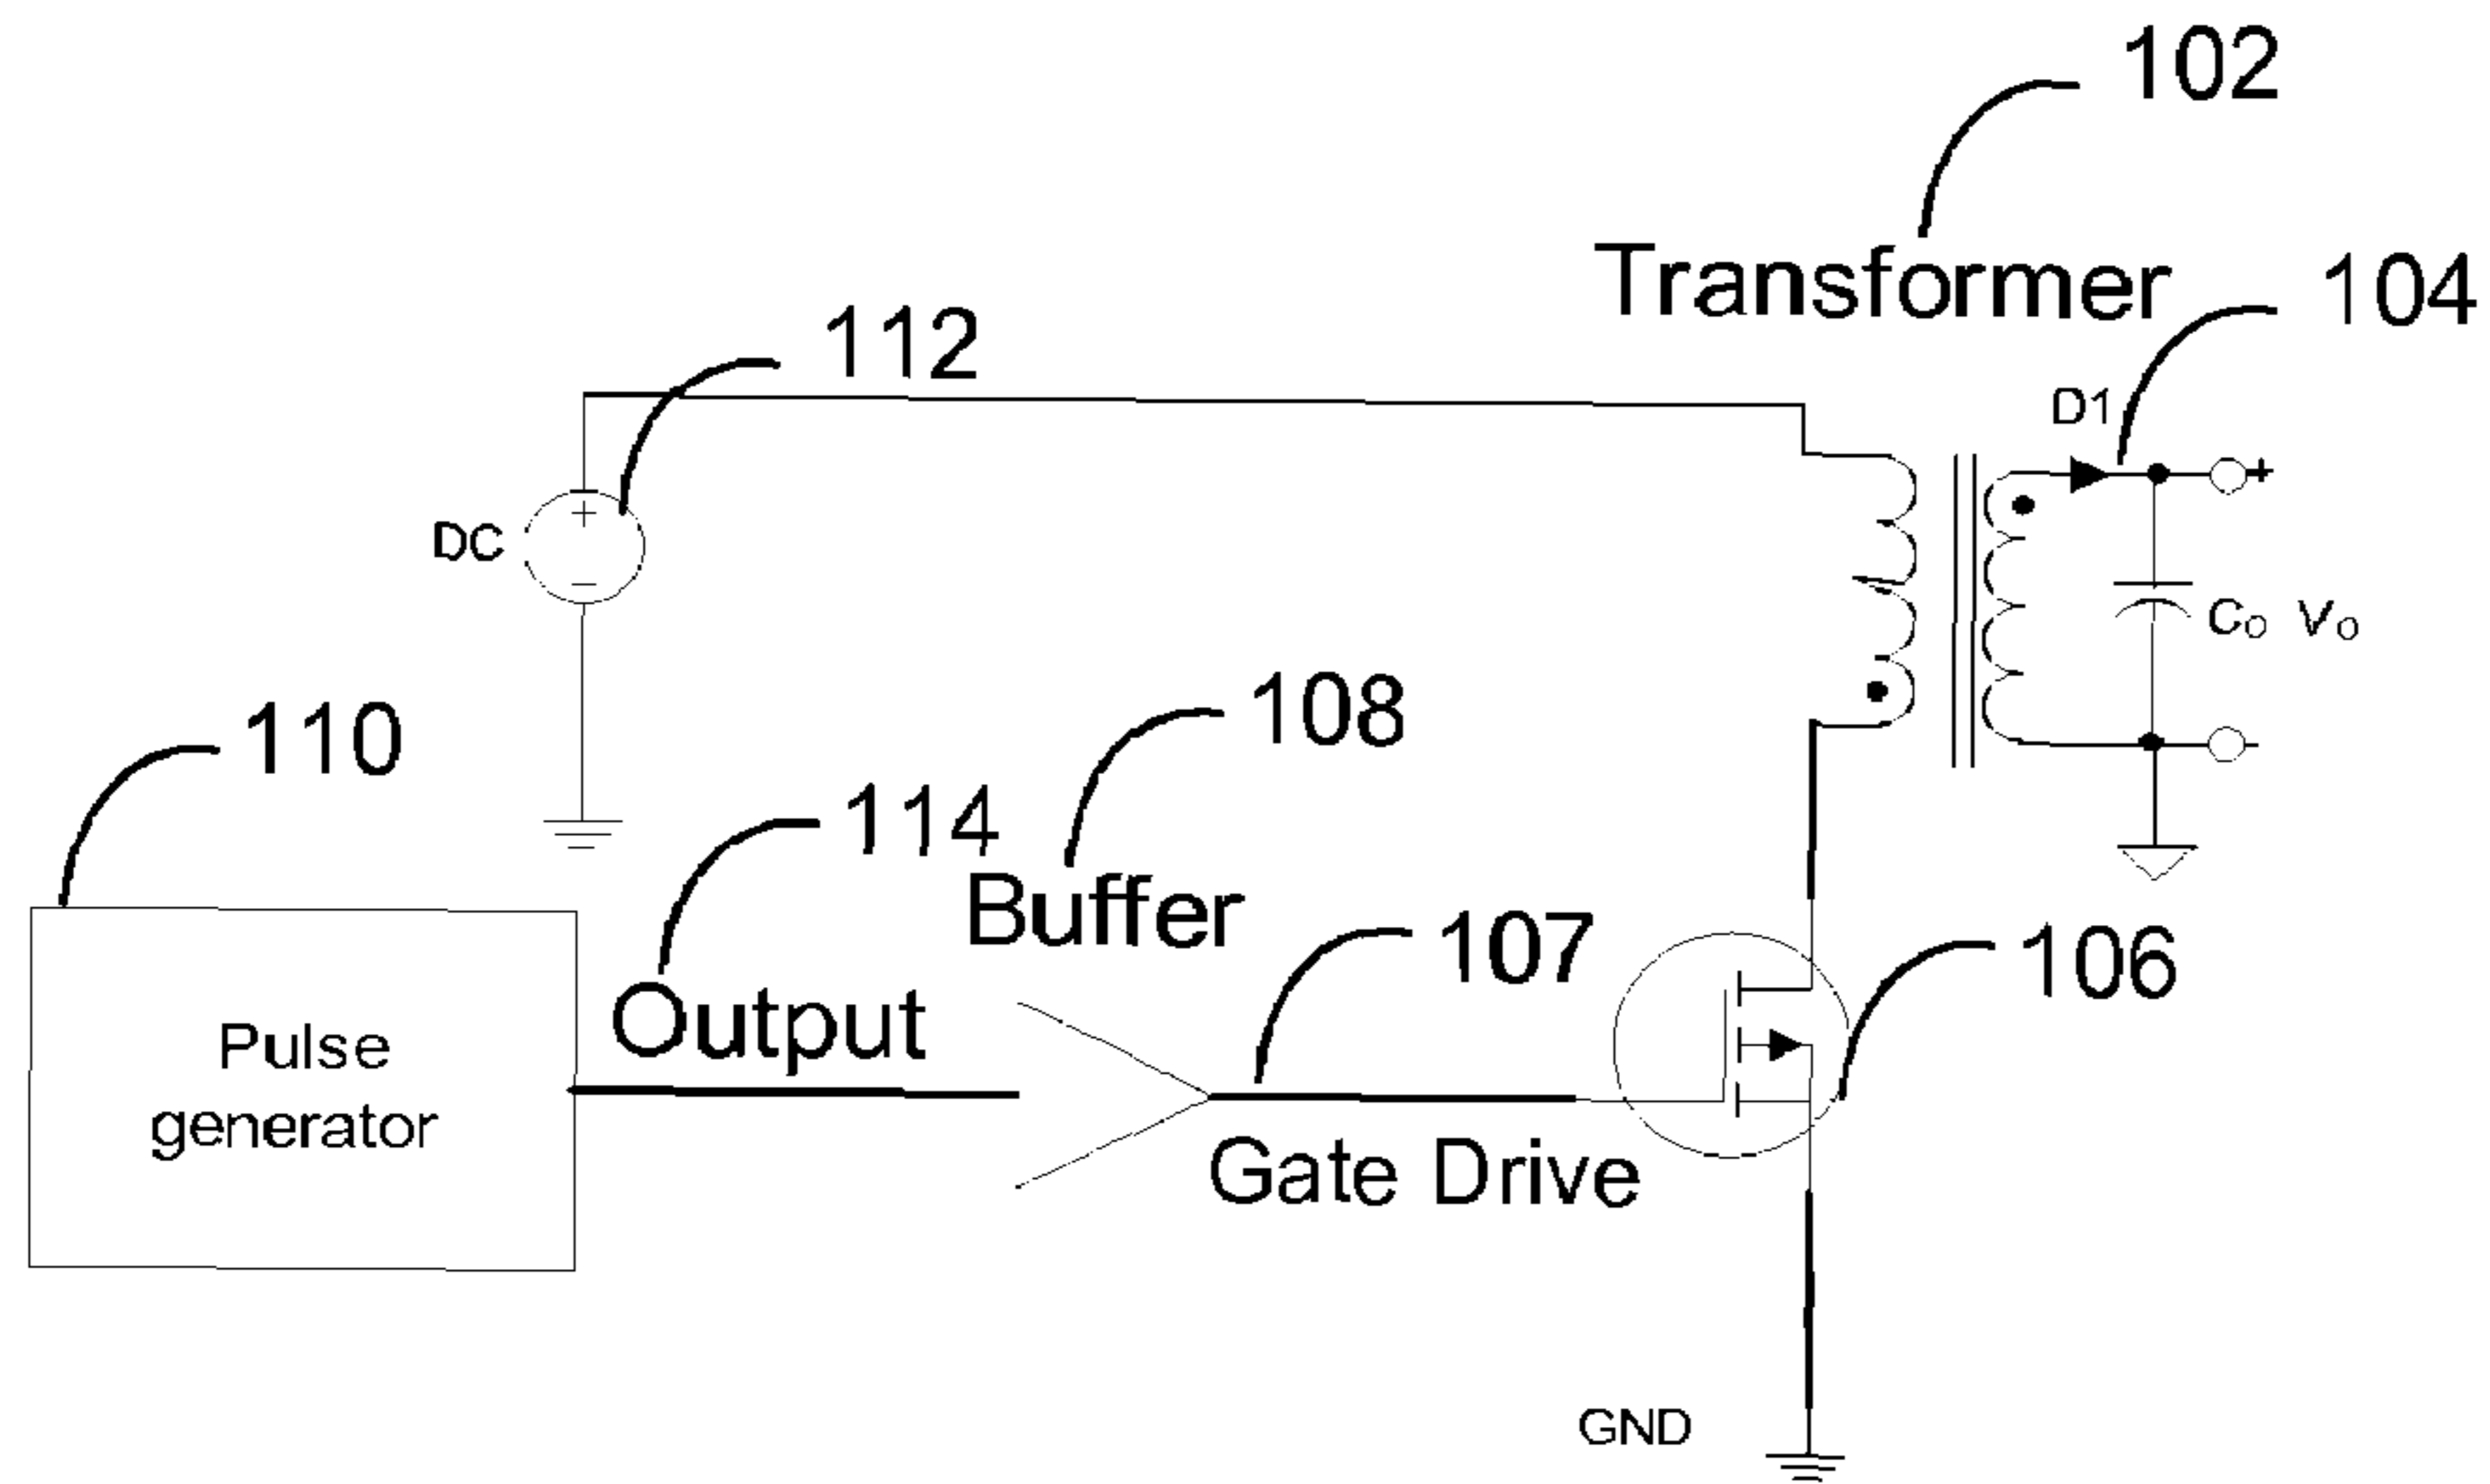 102
Transformer
104
112
D1
+
DC
+
−
Co Vo
108
110
114
Buffer
-
107
106
Output
Pulse
generator
Gate Drive
GND